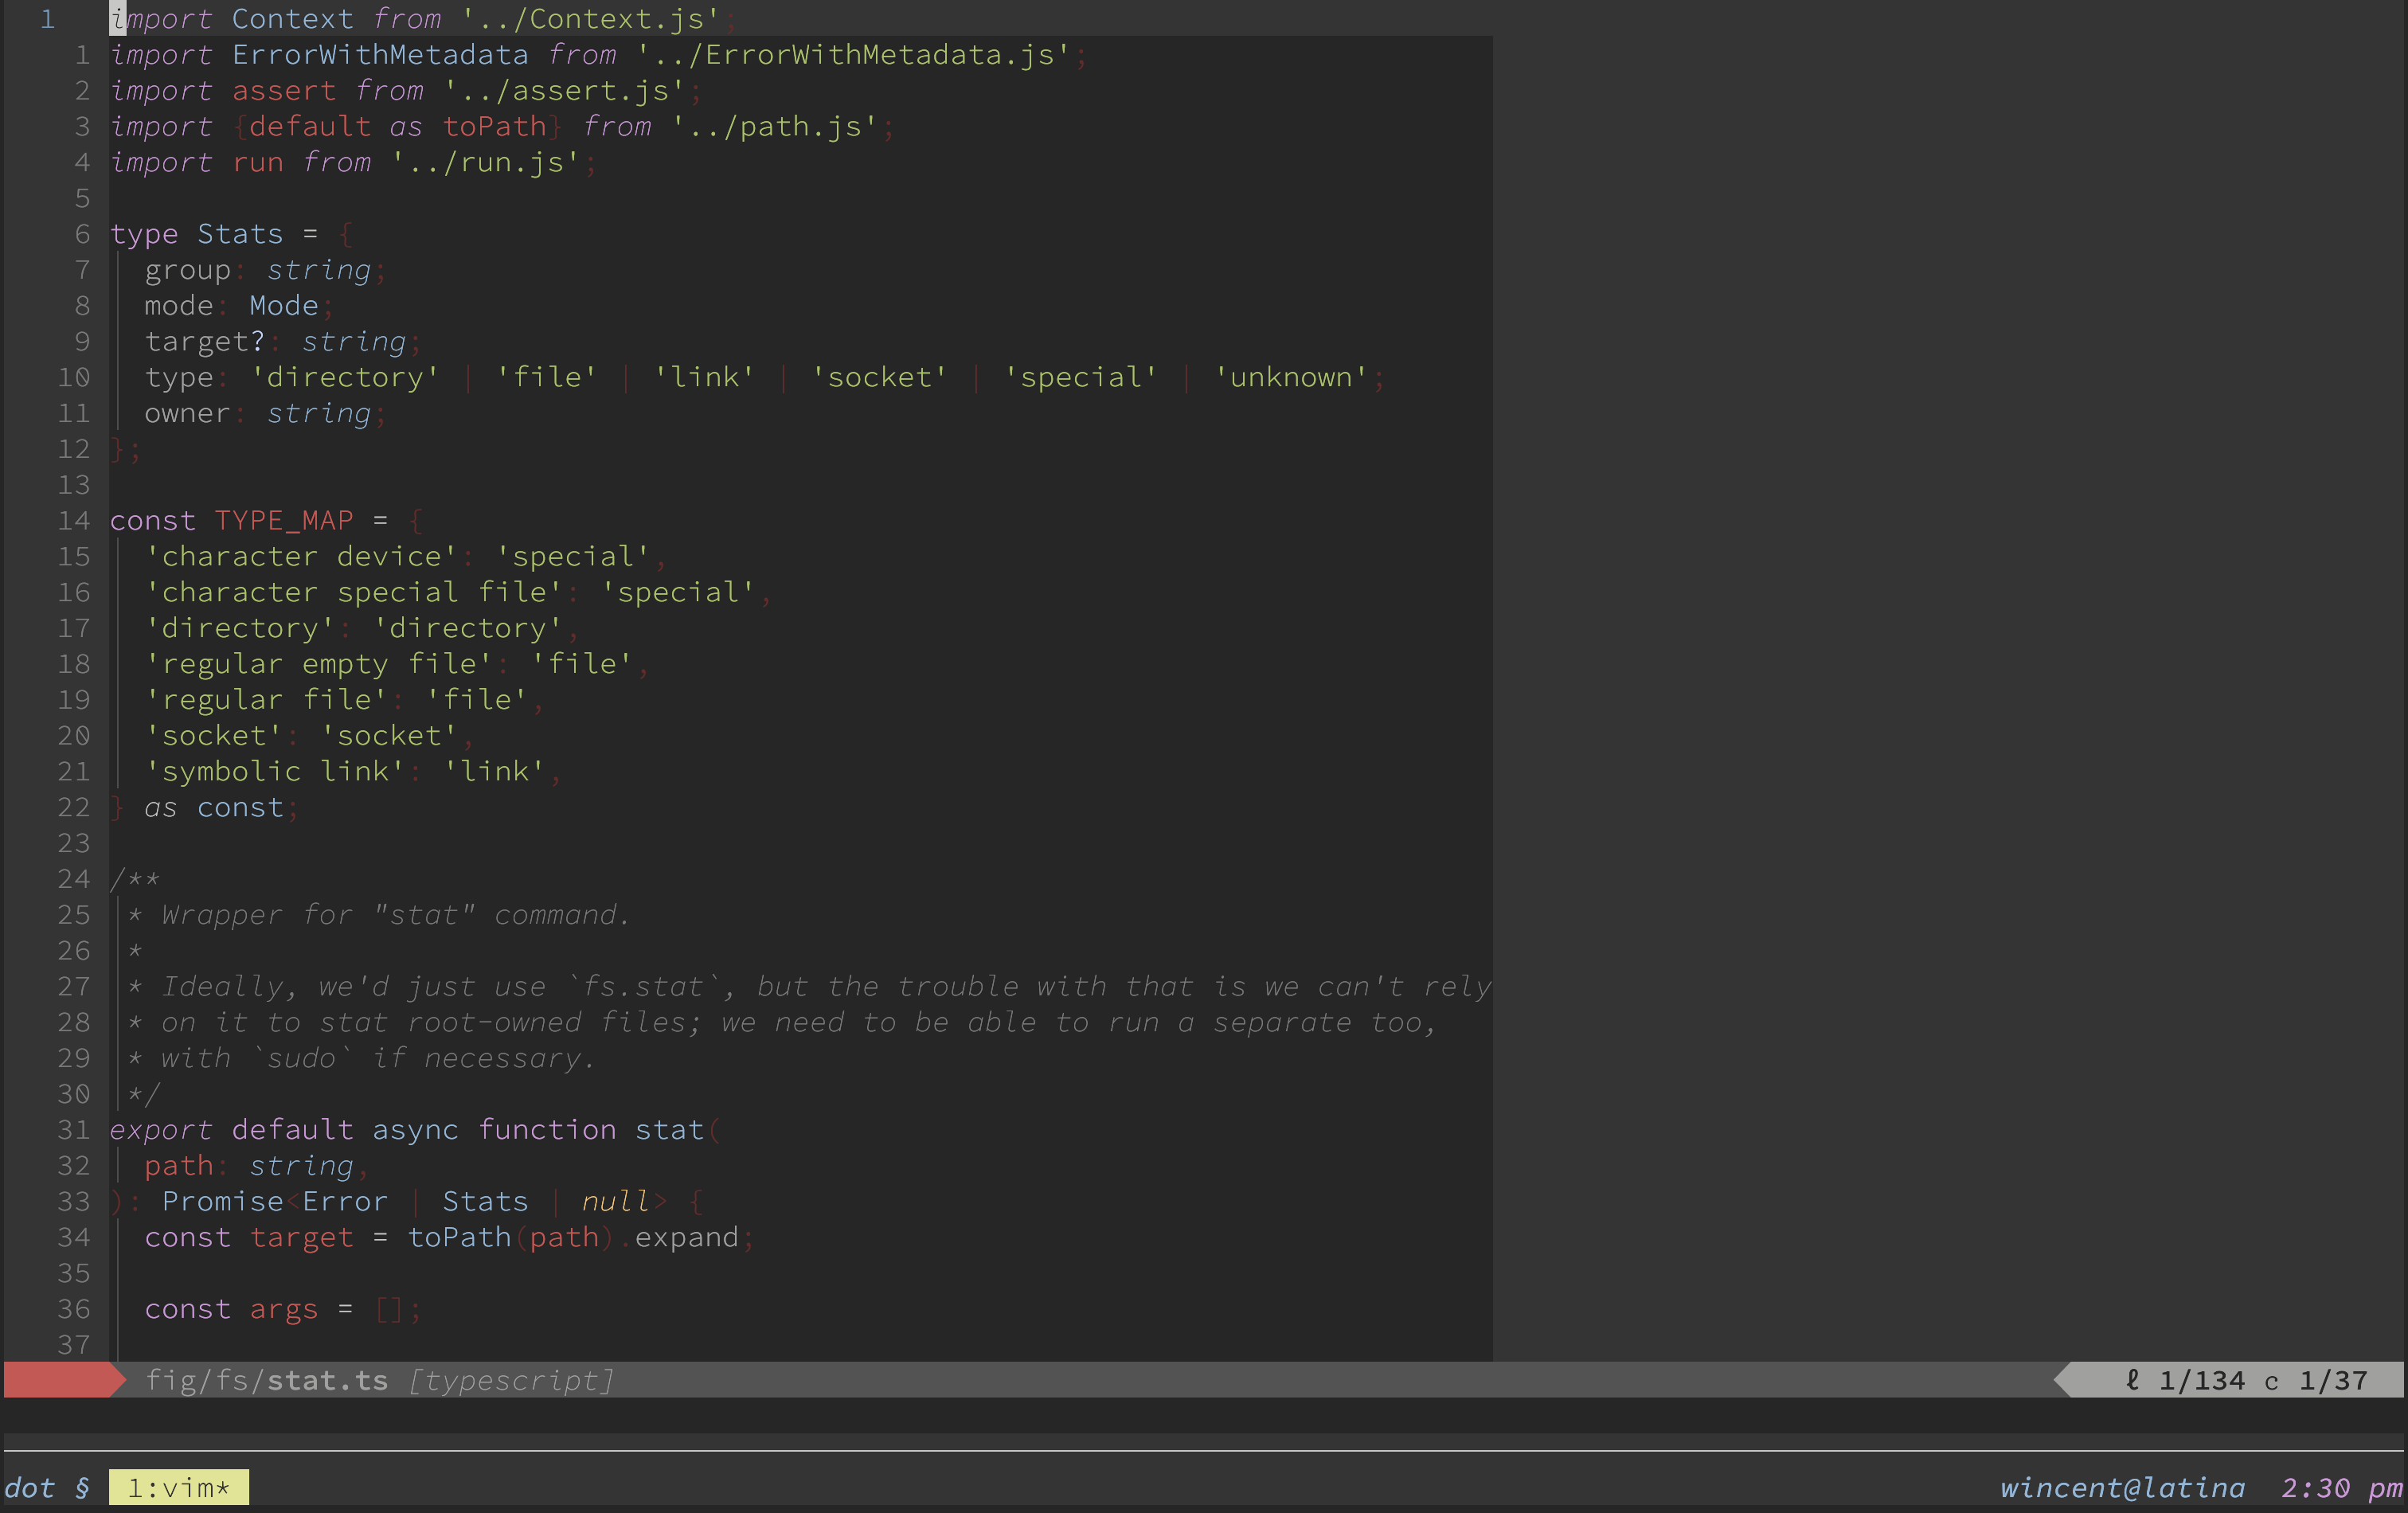 1 import Context from '../Context.js';
1 import ErrorWithMetadata from '../ErrorWithMetadata.js';
2 import assert from '../assert.js';
3 import {default as toPath} from '../path.js';
4 import run from '../run.js';
5
6 type Stats = {
7   group: string;
8   mode: Mode;
9   target?: string;
10   type: 'directory' | 'file' | 'link' | 'socket' | 'special' | 'unknown';
11   owner: string;
12 };
13
14 const TYPE_MAP = {
15   'character device': 'special',
16   'character special file': 'special',
17   'directory': 'directory',
18   'regular empty file': 'file',
19   'regular file': 'file',
20   'socket': 'socket',
21   'symbolic link': 'link',
22 } as const;
23
24 /**
25  * Wrapper for "stat" command.
26  *
27  * Ideally, we'd just use `fs.stat`, but the trouble with that is we can't rely
28  * on it to stat root-owned files; we need to be able to run a separate too,
29  * with `sudo` if necessary.
30  */
31 export default async function stat(
32   path: string,
33 ): Promise<Error | Stats | null> {
34   const target = toPath(path).expand;
35
36   const args = [];
37
fig/fs/stat.ts [typescript] ℓ 1/134 c 1/37
dot § 1:vim* wincent@latina 2:30 pm